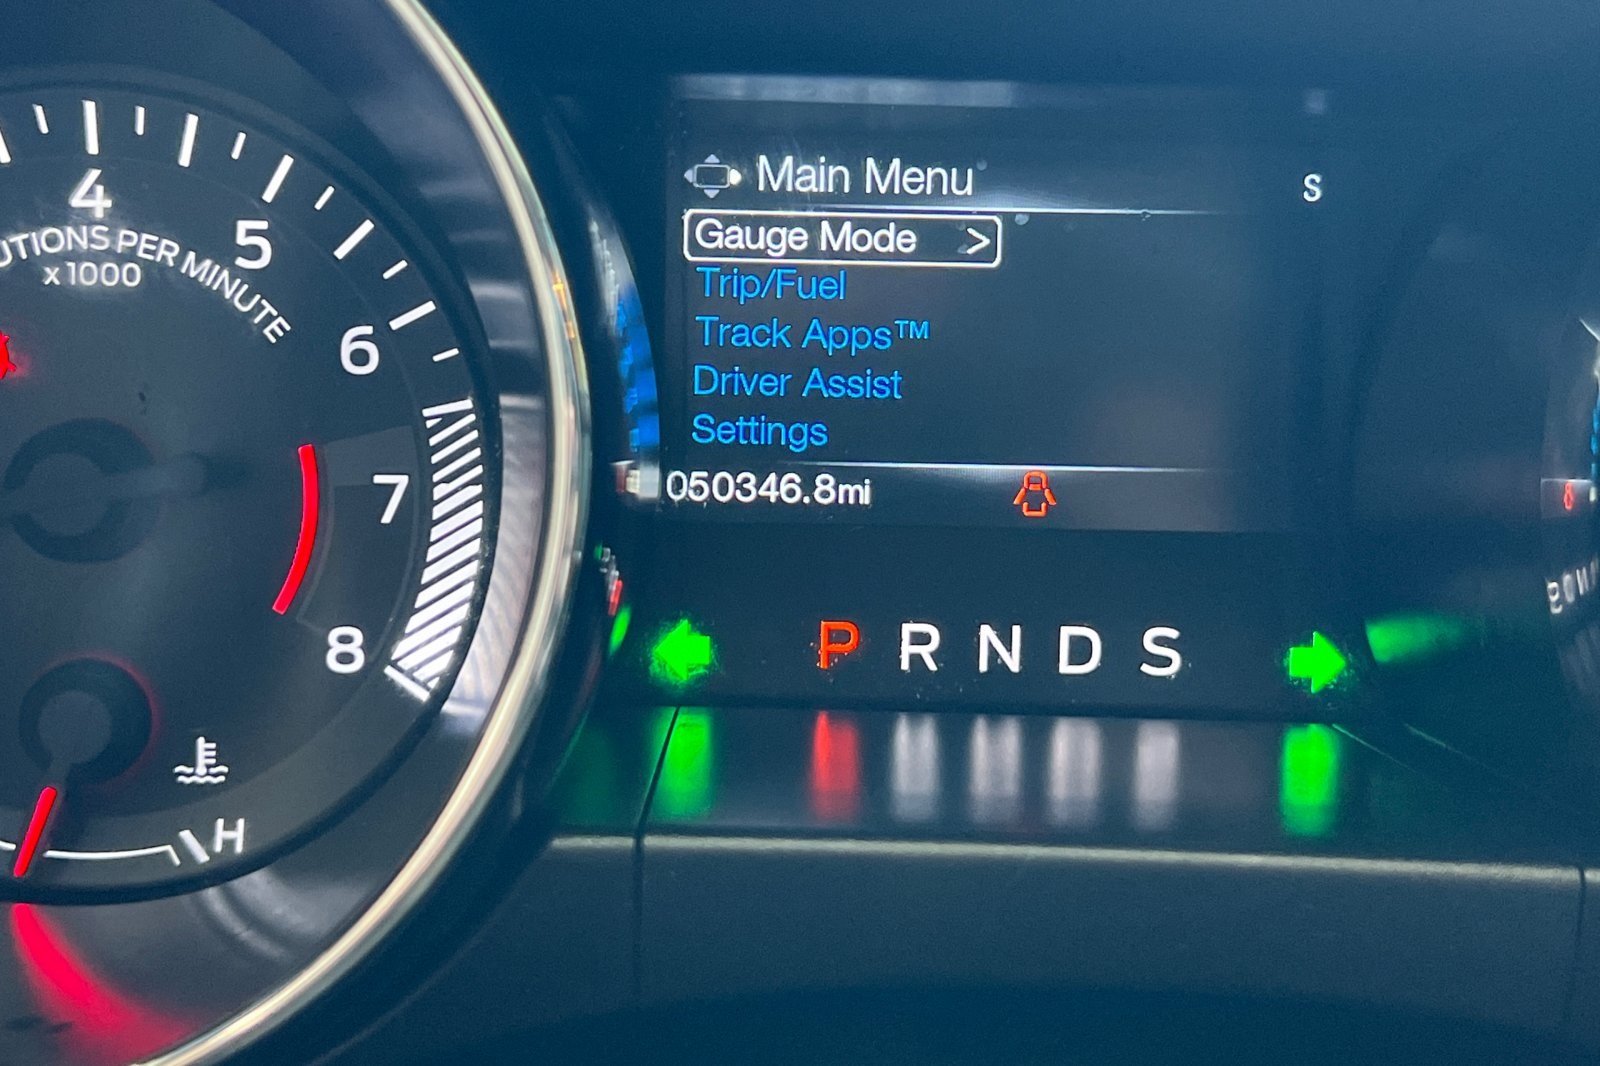 4
5
6
7
8
UTIONS PER MINUTE
x1000
H
Main Menu
S
Gauge Mode >
Trip/Fuel
Track Apps™
Driver Assist
Settings
050346.8mi
P R N D S